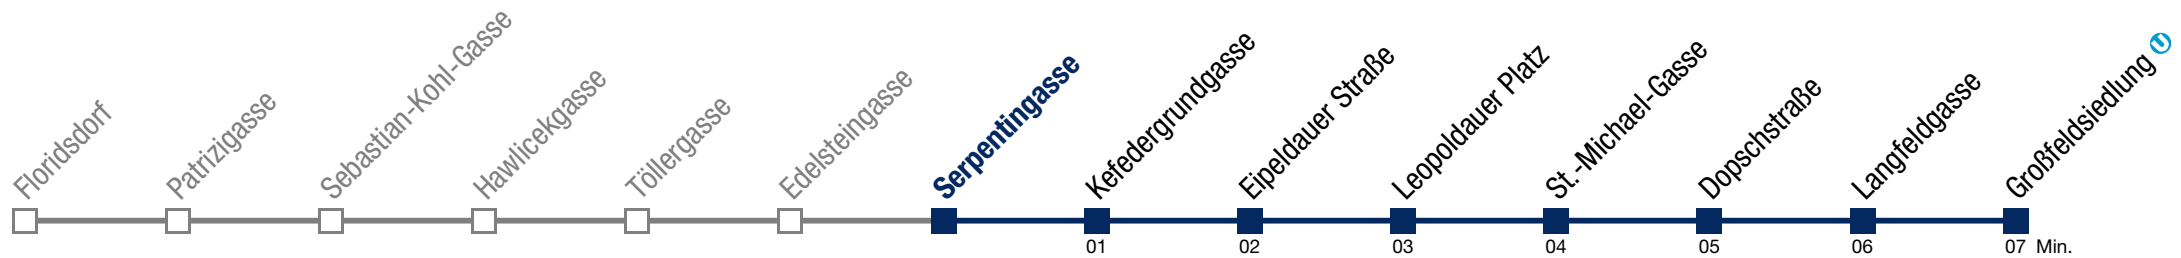 Floridsdorf
Patrizigasse
Sebastian-Kohl-Gasse
Hawlicekgasse
Töllergasse
Edelsteingasse
Serpentingasse
Kefedergrundgasse
Eipeldauer Straße
Leopoldauer Platz
St.-Michael-Gasse
Dopschstraße
Langfeldgasse
Großfeldsiedlung U
01 02 03 04 05 06 07 Min.